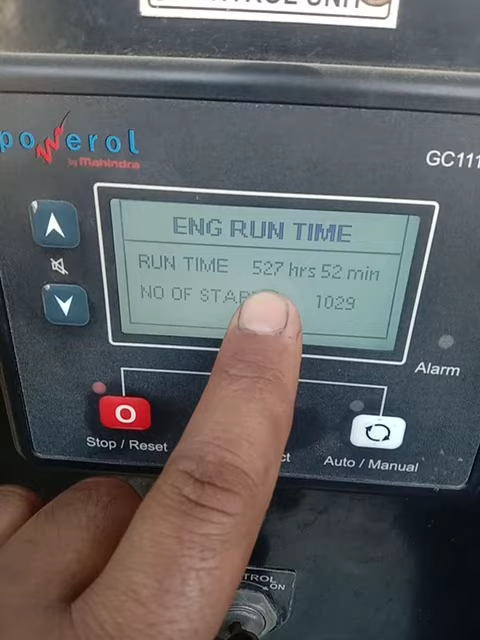 powerol
by Mahindra
GC111
ENG RUN TIME
RUN TIME 527 hrs 52 min
NO OF 1029
Alarm
Stop / Reset
Auto / Manual
ON